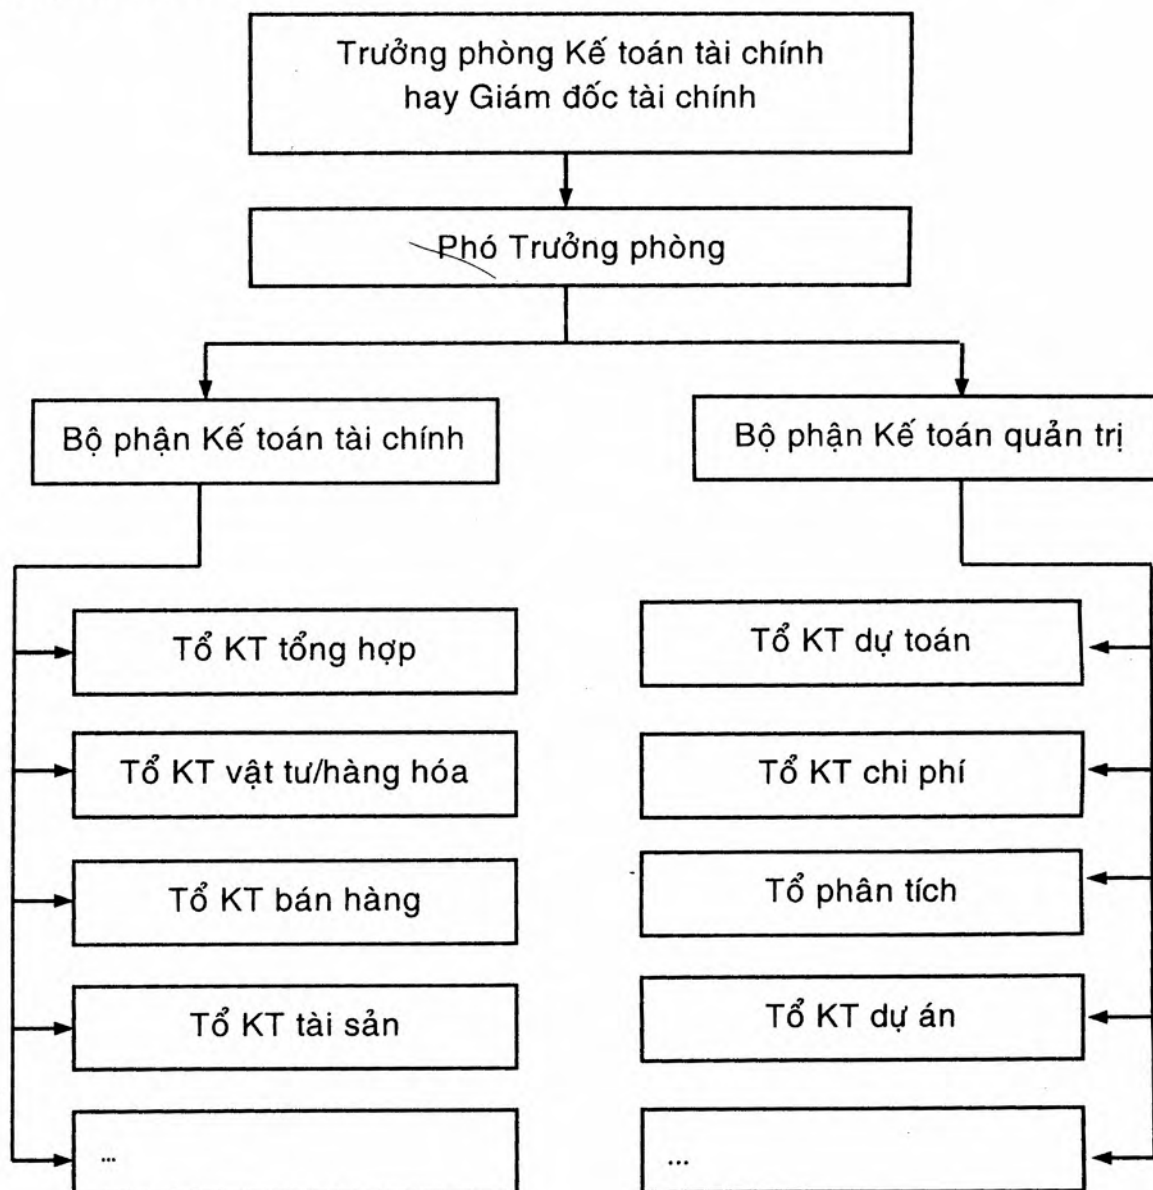 Trưởng phòng Kế toán tài chính
hay Giám đốc tài chính
Phó Trưởng phòng
Bộ phận Kế toán tài chính
Bộ phận Kế toán quản trị
Tổ KT tổng hợp
Tổ KT vật tư/hàng hóa
Tổ KT bán hàng
Tổ KT tài sản
...
Tổ KT dự toán
Tổ KT chi phí
Tổ phân tích
Tổ KT dự án
...